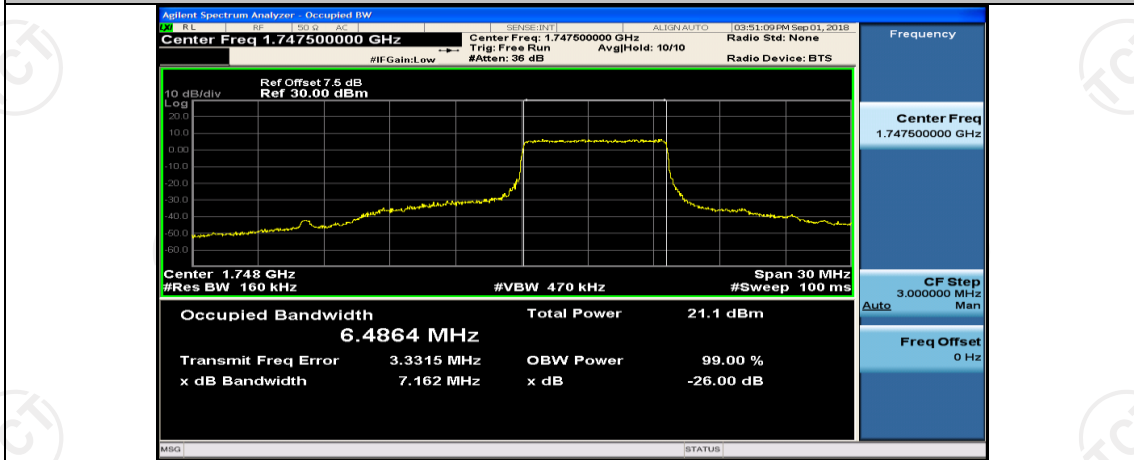 Agilent Spectrum Analyzer - Occupied BW
RL RF 50 Ω AC SENSE:INT ALIGN AUTO 03:51:09 PM Sep 01, 2018
Center Freq 1.747500000 GHz Center Freq: 1.747500000 GHz Radio Std: None Frequency
Trig: Free Run Avg|Hold: 10/10
#IFGain:Low #Atten: 36 dB Radio Device: BTS
Ref Offset 7.5 dB
10 dB/div Ref 30.00 dBm
Log
20.0
10.0
0.00
-10.0
-20.0
-30.0
-40.0
-50.0
-60.0
Center Freq
1.747500000 GHz
Center 1.748 GHz Span 30 MHz
#Res BW 160 kHz #VBW 470 kHz #Sweep 100 ms
CF Step
3.000000 MHz
Auto Man
Occupied Bandwidth Total Power 21.1 dBm
6.4864 MHz
Transmit Freq Error 3.3315 MHz OBW Power 99.00 %
x dB Bandwidth 7.162 MHz x dB -26.00 dB
Freq Offset
0 Hz
MSG STATUS